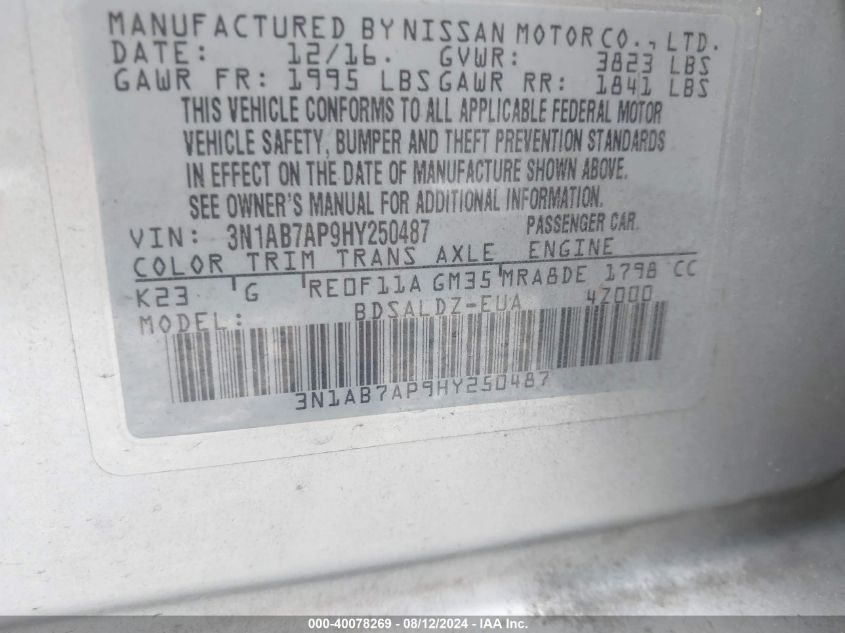 MANUFACTURED BY NISSAN MOTOR CO., LTD.
DATE: 12/16. GVWR: 3823 LBS
GAWR FR: 1995 LBS GAWR RR: 1841 LBS
THIS VEHICLE CONFORMS TO ALL APPLICABLE FEDERAL MOTOR
VEHICLE SAFETY, BUMPER AND THEFT PREVENTION STANDARDS
IN EFFECT ON THE DATE OF MANUFACTURE SHOWN ABOVE.
SEE OWNER'S MANUAL FOR ADDITIONAL INFORMATION.
VIN: 3N1AB7AP9HY250487 PASSENGER CAR
COLOR TRIM TRANS AXLE ENGINE
K23 G RE0F11A GM35 MRA8DE 1798 CC
MODEL: BDSALDZ-EUA 47000
3N1AB7AP9HY250487
000-40078269 - 08/12/2024 - IAAI.com.